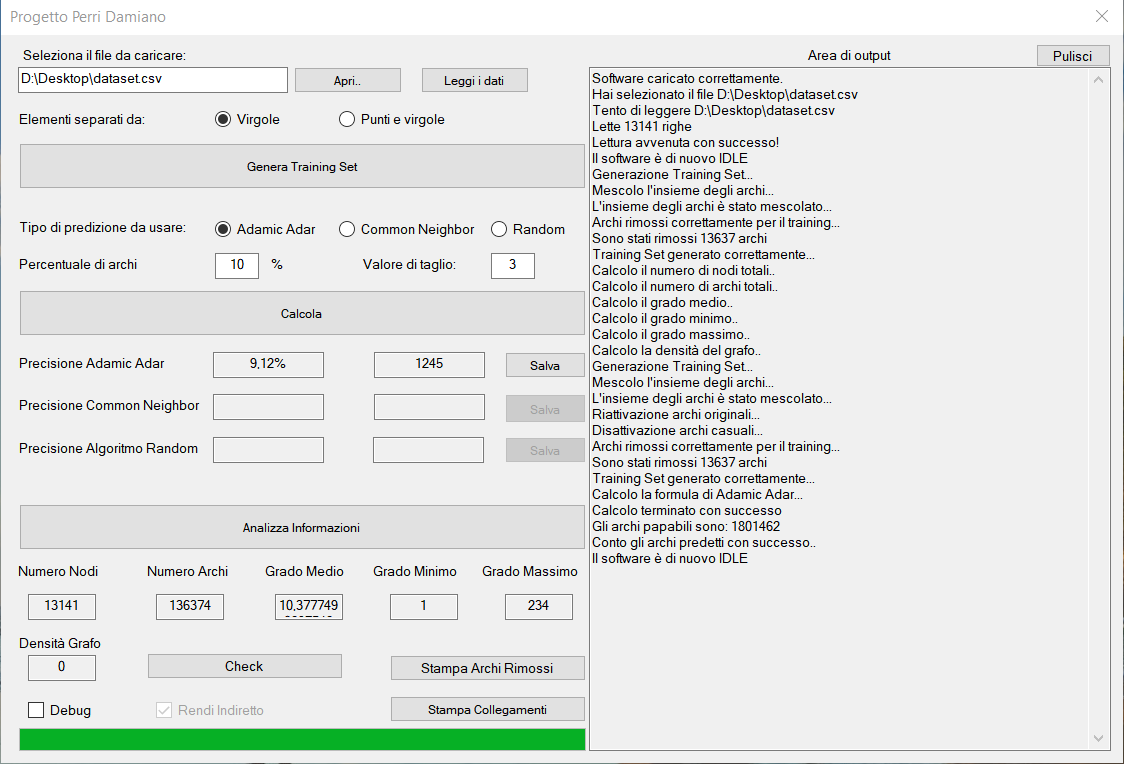 Progetto Perri Damiano
Seleziona il file da caricare:
D:\Desktop\dataset.csv
Apri..
Leggi i dati
Elementi separati da:
Virgole
Punti e virgole
Genera Training Set
Tipo di predizione da usare:
Adamic Adar
Common Neighbor
Random
Percentuale di archi
10
%
Valore di taglio:
3
Calcola
Precisione Adamic Adar
9,12%
1245
Salva
Precisione Common Neighbor
Salva
Precisione Algoritmo Random
Salva
Analizza Informazioni
Numero Nodi
Numero Archi
Grado Medio
Grado Minimo
Grado Massimo
13141
136374
10,377749
1
234
Densità Grafo
0
Check
Stampa Archi Rimossi
Debug
Rendi Indiretto
Stampa Collegamenti
Area di output
Pulisci
Software caricato correttamente.
Hai selezionato il file D:\Desktop\dataset.csv
Tento di leggere D:\Desktop\dataset.csv
Lette 13141 righe
Lettura avvenuta con successo!
Il software è di nuovo IDLE
Generazione Training Set...
Mescolo l'insieme degli archi...
L'insieme degli archi è stato mescolato...
Archi rimossi correttamente per il training...
Sono stati rimossi 13637 archi
Training Set generato correttamente...
Calcolo il numero di nodi totali..
Calcolo il numero di archi totali..
Calcolo il grado medio..
Calcolo il grado minimo..
Calcolo il grado massimo..
Calcolo la densità del grafo..
Generazione Training Set...
Mescolo l'insieme degli archi...
L'insieme degli archi è stato mescolato...
Riattivazione archi originali...
Disattivazione archi casuali...
Archi rimossi correttamente per il training...
Sono stati rimossi 13637 archi
Training Set generato correttamente...
Calcolo la formula di Adamic Adar...
Calcolo terminato con successo
Gli archi papabili sono: 1801462
Conto gli archi predetti con successo..
Il software è di nuovo IDLE